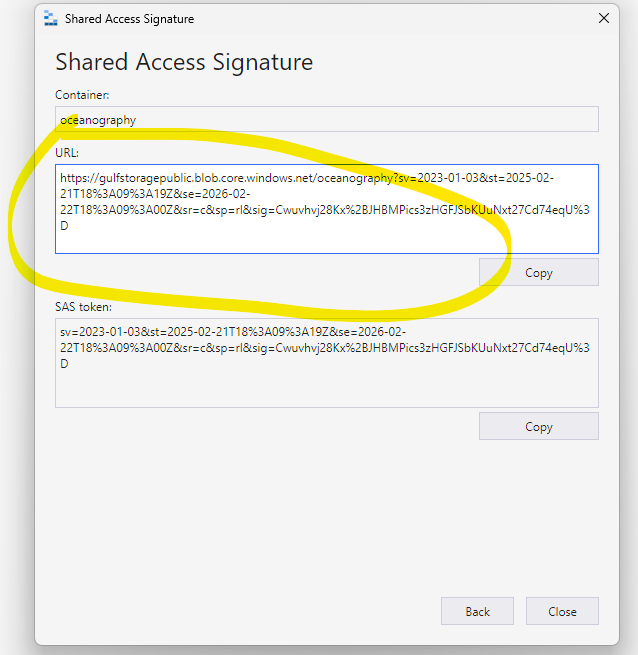 Shared Access Signature
Shared Access Signature
Container:
oceanography
URL:
https://gulfstoragepublic.blob.core.windows.net/oceanography?sv=2023-01-03&st=2025-02-
21T18%3A09%3A19Z&se=2026-02-
22T18%3A09%3A00Z&sr=c&sp=rl&sig=Cwuvhvj28Kx%2BJHBMPics3zHGFJSbKUuNxt27Cd74eqU%3
D
Copy
SAS token:
sv=2023-01-03&st=2025-02-21T18%3A09%3A19Z&se=2026-02-
22T18%3A09%3A00Z&sr=c&sp=rl&sig=Cwuvhvj28Kx%2BJHBMPics3zHGFJSbKUuNxt27Cd74eqU%3
D
Copy
Back
Close